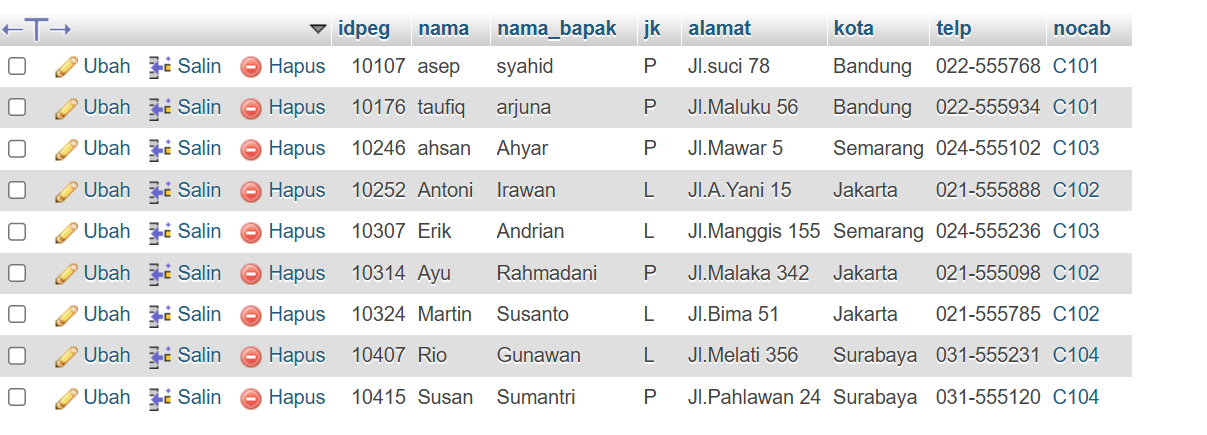 idpeg nama nama_bapak jk alamat kota telp nocab
Ubah Salin Hapus 10107 asep syahid P Jl.suci 78 Bandung 022-555768 C101
Ubah Salin Hapus 10176 taufiq arjuna P Jl.Maluku 56 Bandung 022-555934 C101
Ubah Salin Hapus 10246 ahsan Ahyar P Jl.Mawar 5 Semarang 024-555102 C103
Ubah Salin Hapus 10252 Antoni Irawan L Jl.A.Yani 15 Jakarta 021-555888 C102
Ubah Salin Hapus 10307 Erik Andrian L Jl.Manggis 155 Semarang 024-555236 C103
Ubah Salin Hapus 10314 Ayu Rahmadani P Jl.Malaka 342 Jakarta 021-555098 C102
Ubah Salin Hapus 10324 Martin Susanto L Jl.Bima 51 Jakarta 021-555785 C102
Ubah Salin Hapus 10407 Rio Gunawan L Jl.Melati 356 Surabaya 031-555231 C104
Ubah Salin Hapus 10415 Susan Sumantri P Jl.Pahlawan 24 Surabaya 031-555120 C104